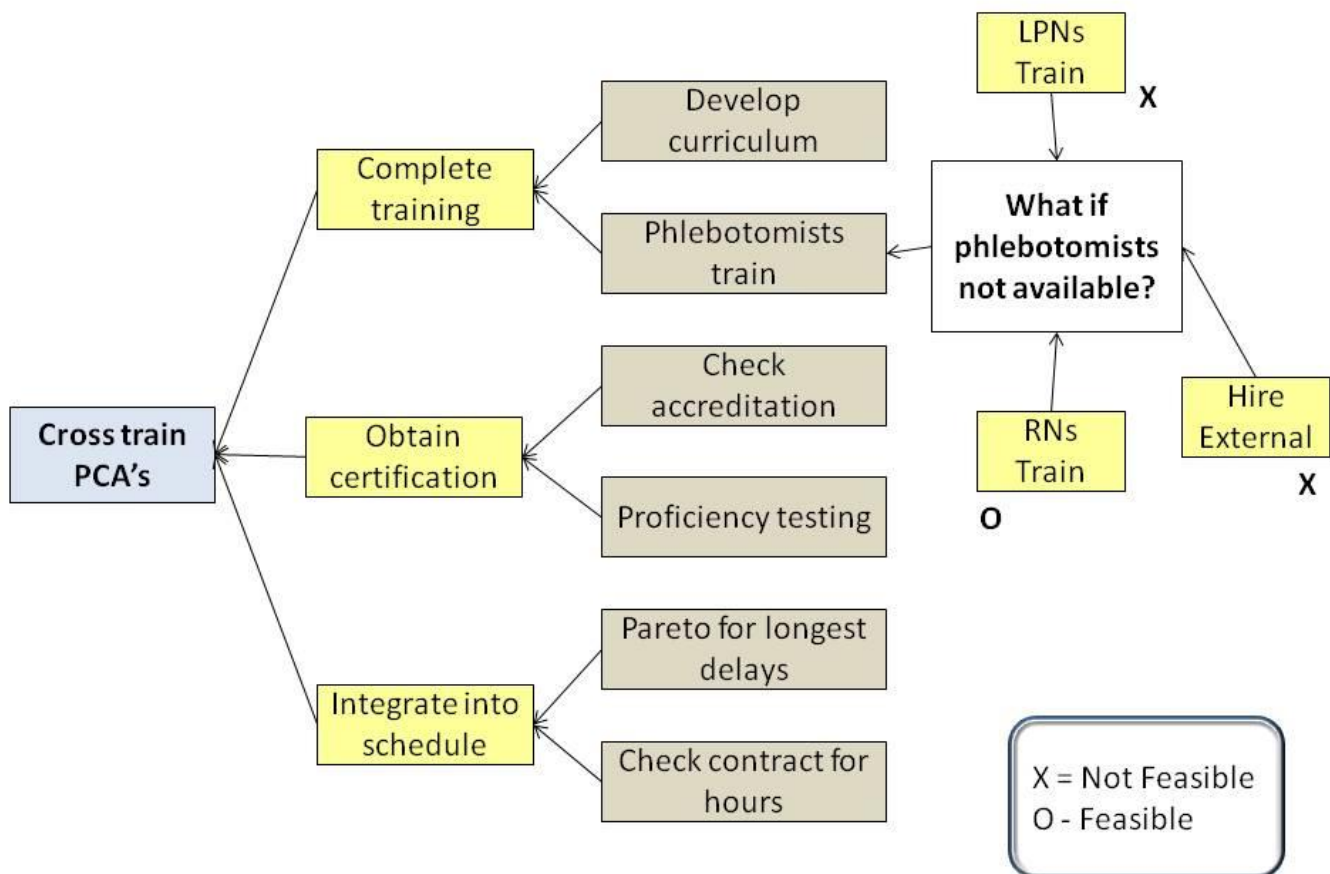 LPNs
Train
X
Develop
curriculum
Complete
training
What if
phlebotomists
not available?
Phlebotomists
train
Check
accreditation
Hire
External
X
RNs
Train
O
Cross train
PCA's
Obtain
certification
Proficiency testing
Pareto for longest
delays
Integrate into
schedule
Check contract for
hours
X = Not Feasible
O - Feasible